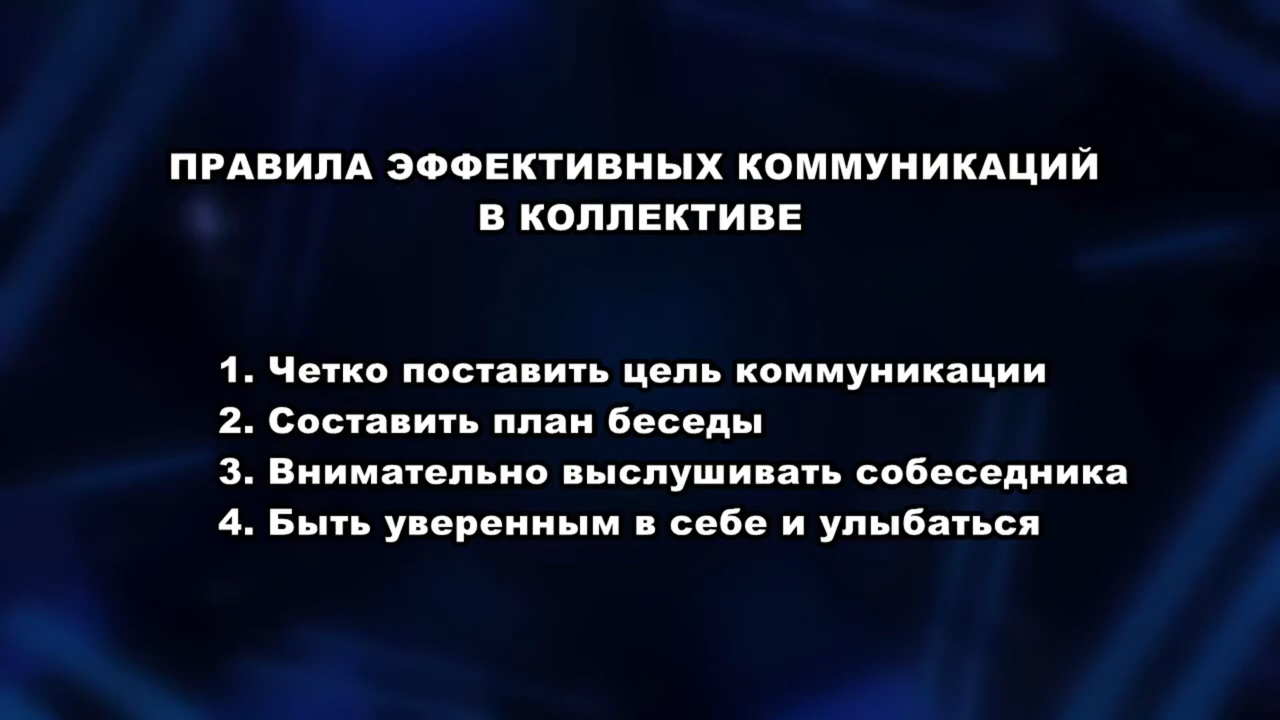 ПРАВИЛА ЭФФЕКТИВНЫХ КОММУНИКАЦИЙ
В КОЛЛЕКТИВЕ
1. Четко поставить цель коммуникации
2. Составить план беседы
3. Внимательно выслушивать собеседника
4. Быть уверенным в себе и улыбаться